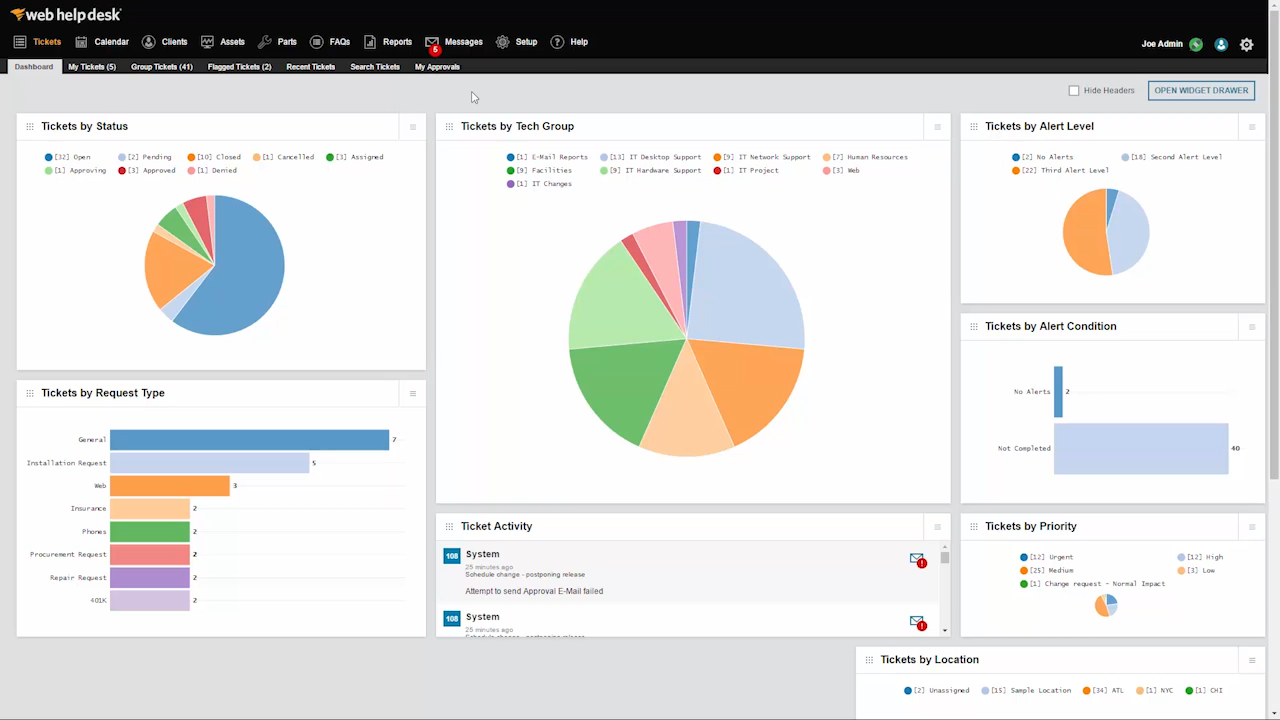 web help desk
Tickets Calendar Clients Assets Parts FAQs Reports Messages 6 Setup Help Joe Admin
Dashboard My Tickets (5) Group Tickets (41) Flagged Tickets (2) Recent Tickets Search Tickets My Approvals
Hide Headers OPEN WIDGET DRAWER
Tickets by Status
[32] Open [2] Pending [10] Closed [1] Cancelled [3] Assigned
[1] Approving [3] Approved [1] Denied
Tickets by Request Type
General 7
Installation Request 5
Web 3
Insurance 2
Phones 2
Procurement Request 2
Repair Request 2
401K 2
Tickets by Tech Group
[1] E-Mail Reports [13] IT Desktop Support [9] IT Network Support [7] Human Resources
[9] Facilities [9] IT Hardware Support [1] IT Project [3] Web
[1] IT Changes
Ticket Activity
108 System
25 minutes ago
Schedule change - postponing release
Attempt to send Approval E-Mail failed
108 System
25 minutes ago
Schedule change - postponing release
Tickets by Alert Level
[2] No Alerts [18] Second Alert Level
[22] Third Alert Level
Tickets by Alert Condition
No Alerts 2
Not Completed 40
Tickets by Priority
[12] Urgent [12] High
[25] Medium [3] Low
[1] Change request - Normal Impact
Tickets by Location
[2] Unassigned [15] Sample Location [34] ATL [1] NYC [1] CHI